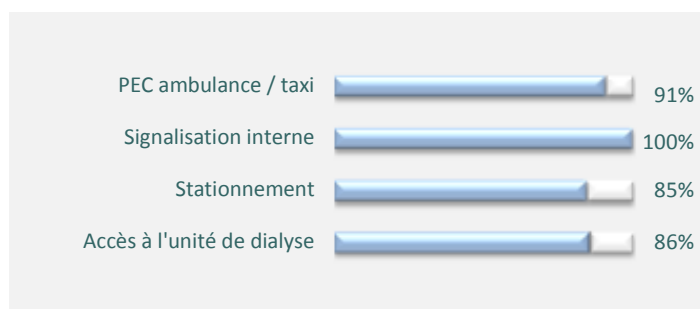 PEC ambulance / taxi 91%
Signalisation interne 100%
Stationnement 85%
Accès à l'unité de dialyse 86%